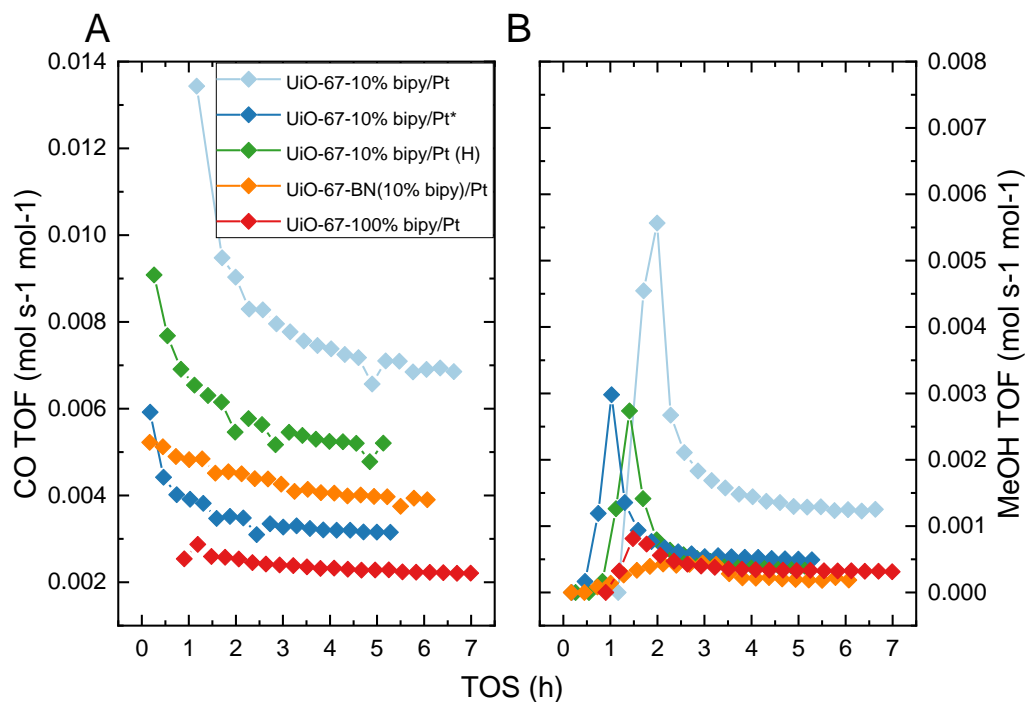 A
B
CO TOF (mol s-1 mol-1)
0.014
0.012
0.010
0.008
0.006
0.004
0.002
UiO-67-10% bipy/Pt
UiO-67-10% bipy/Pt*
UiO-67-10% bipy/Pt (H)
UiO-67-BN(10% bipy)/Pt
UiO-67-100% bipy/Pt
0 1 2 3 4 5 6 7
0 1 2 3 4 5 6 7
TOS (h)
0.008
0.007
0.006
0.005
0.004
0.003
0.002
0.001
0.000
MeOH TOF (mol s-1 mol-1)